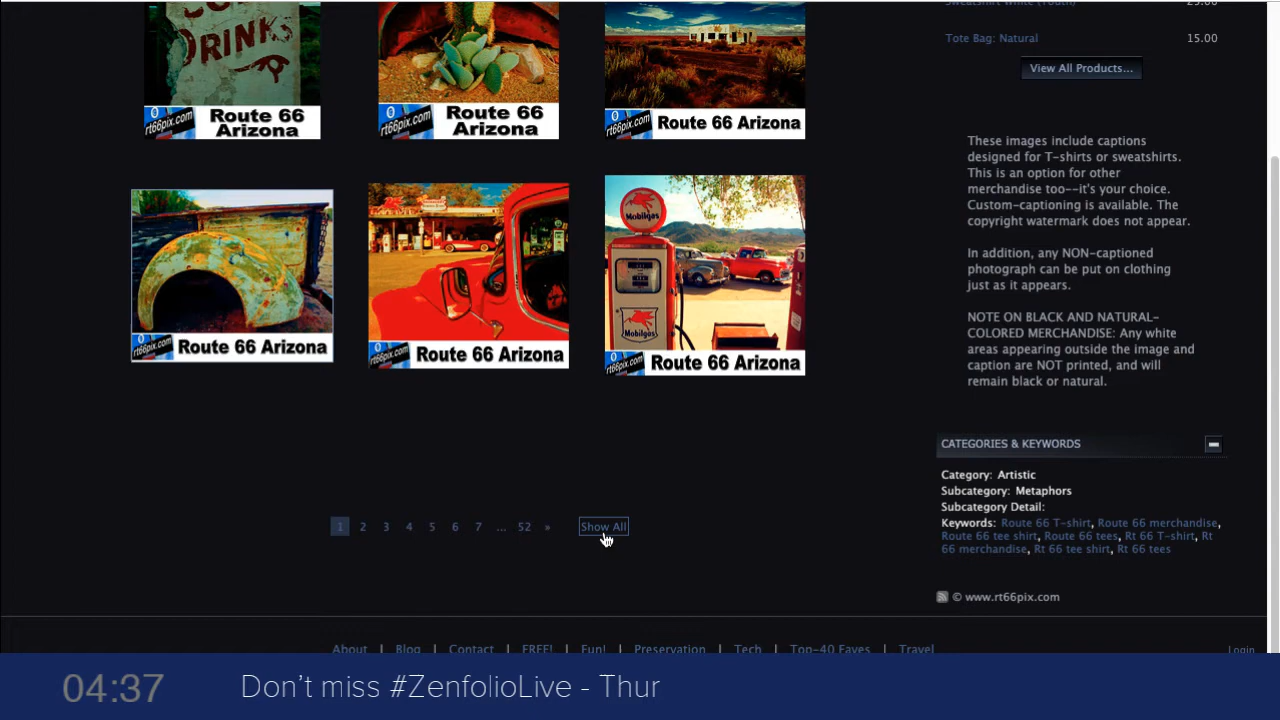 Sweatshirt White (Youth) 25.00
Tote Bag: Natural 15.00
View All Products...
DRINKS
rt66pix.com Route 66
Arizona
rt66pix.com Route 66
Arizona
rt66pix.com Route 66 Arizona
These images include captions
designed for T-shirts or sweatshirts.
This is an option for other
merchandise too--it's your choice.
Custom-captioning is available. The
copyright watermark does not appear.
In addition, any NON-captioned
photograph can be put on clothing
just as it appears.
NOTE ON BLACK AND NATURAL-
COLORED MERCHANDISE: Any white
areas appearing outside the image and
caption are NOT printed, and will
remain black or natural.
Mobilgas
Mobilgas
rt66pix.com Route 66 Arizona
rt66pix.com Route 66 Arizona
rt66pix.com Route 66 Arizona
CATEGORIES & KEYWORDS
Category: Artistic
Subcategory: Metaphors
Subcategory Detail:
Keywords: Route 66 T-shirt, Route 66 merchandise,
Route 66 tee shirt, Route 66 tees, Rt 66 T-shirt, Rt
66 merchandise, Rt 66 tee shirt, Rt 66 tees
1 2 3 4 5 6 7 ... 52 » Show All
© www.rt66pix.com
About | Blog | Contact | FREE! | Fun! | Preservation | Tech | Top-40 Faves | Travel
Login
04:37 Don't miss #ZenfolioLive - Thur